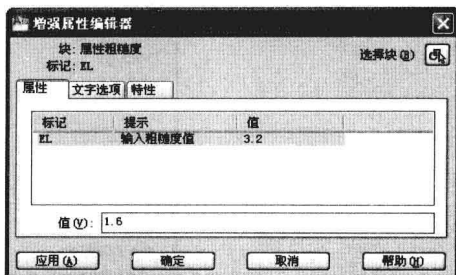 增强属性编辑器
块: 属性粗糙度
标记: EL
选择块(B)
属性 文字选项 特性
标记 提示 值
EL 输入粗糙度值 3.2
值(V): 1.6
应用(A) 确定 取消 帮助(H)